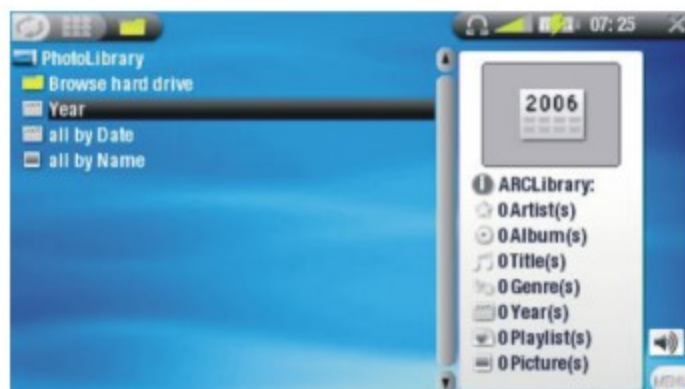 07:25
PhotoLibrary
Browse hard drive
Year
all by Date
all by Name
2006
ARCLibrary:
0 Artist(s)
0 Album(s)
0 Title(s)
0 Genre(s)
0 Year(s)
0 Playlist(s)
0 Picture(s)
MENU